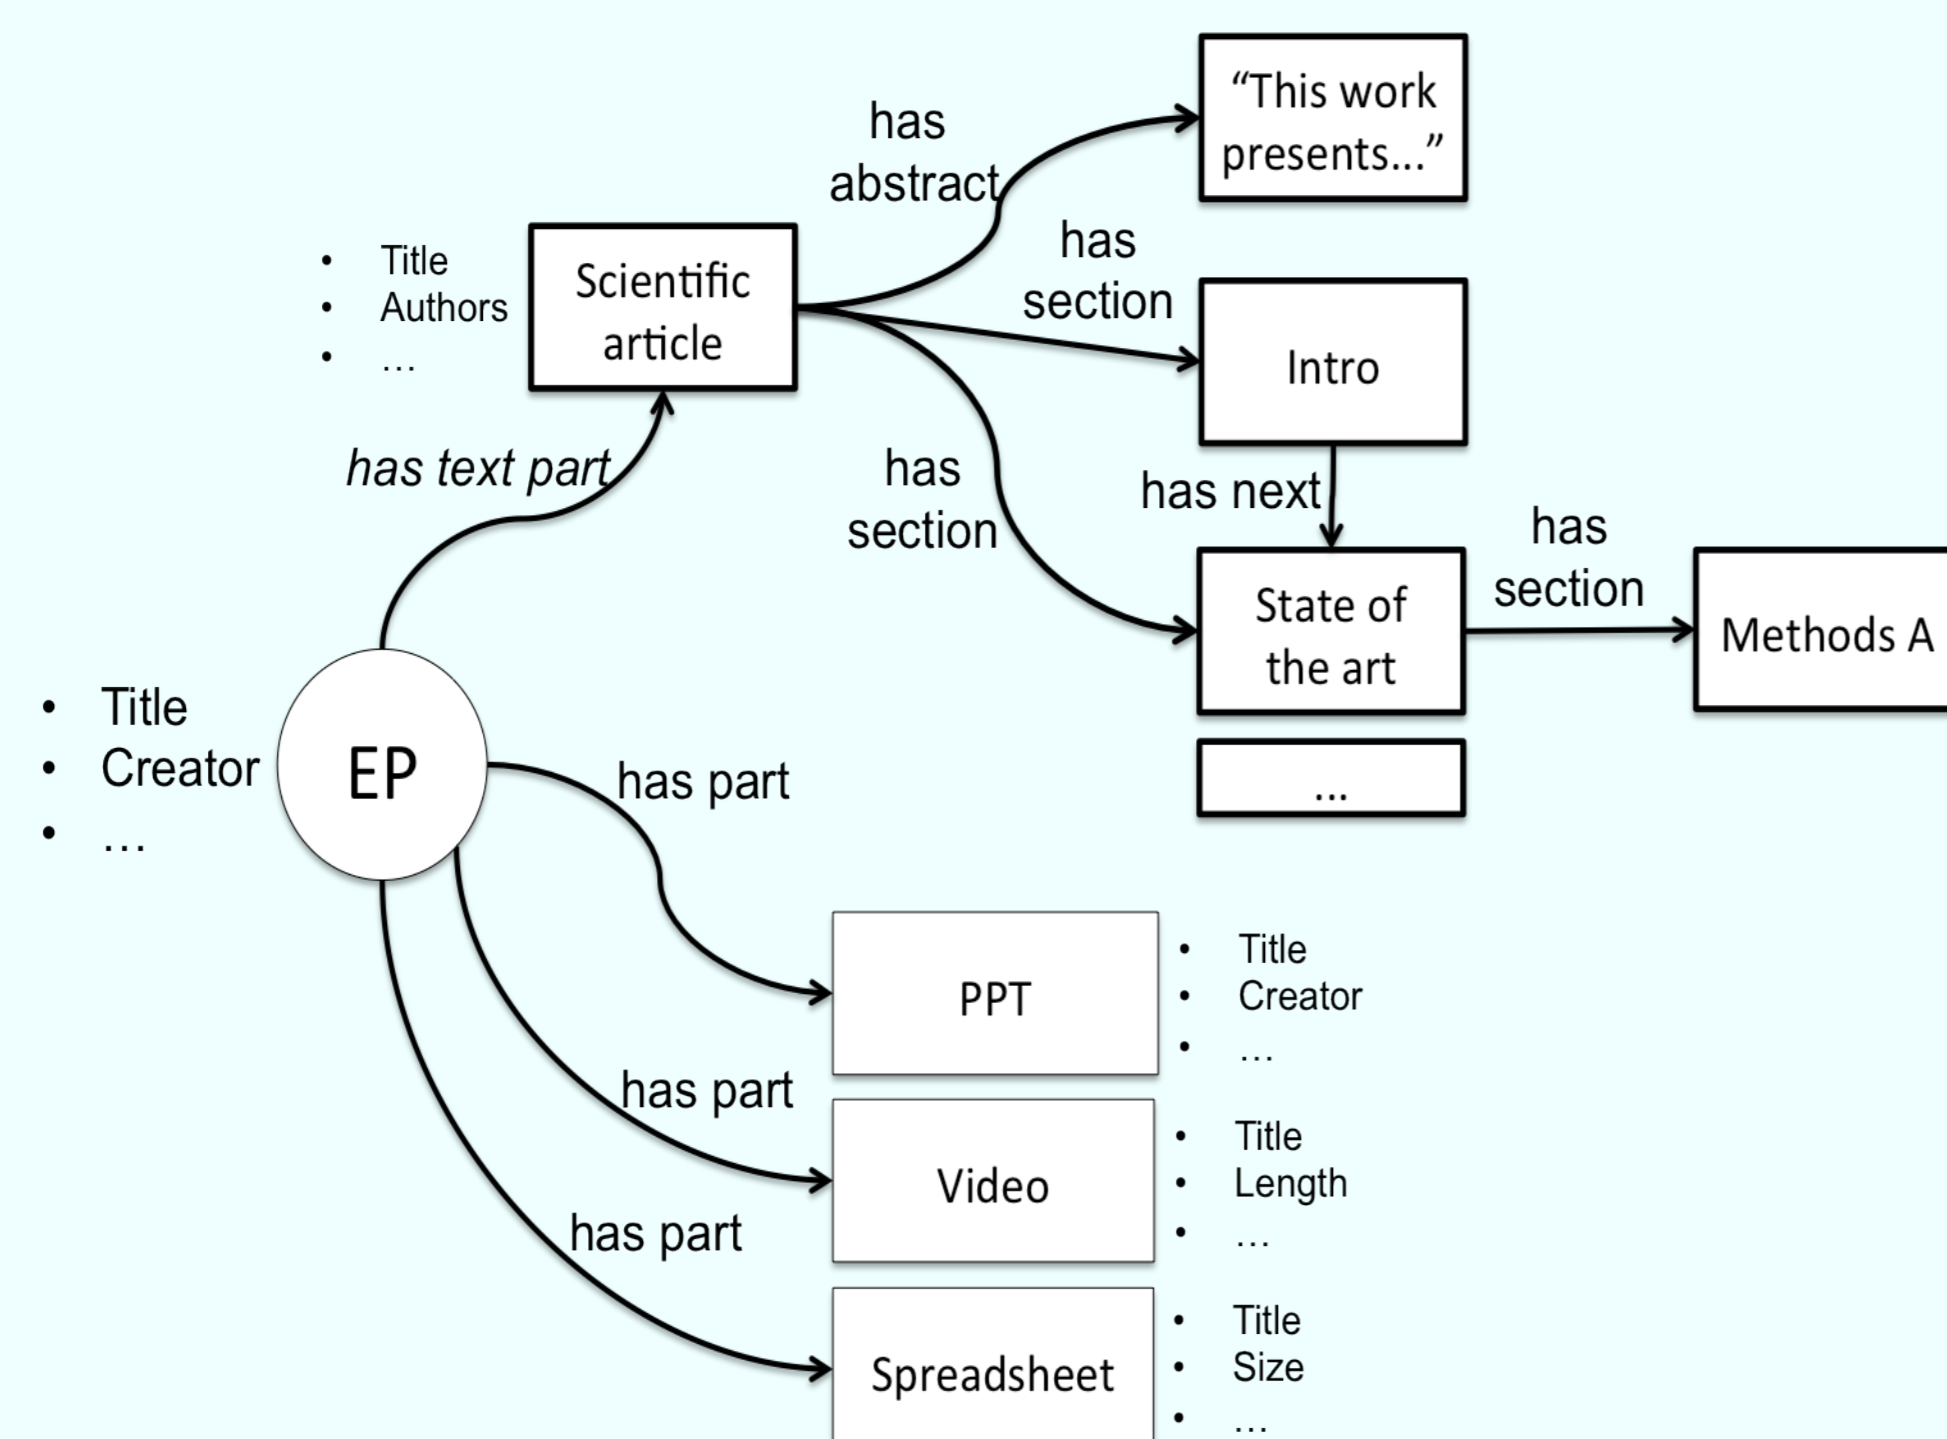 “This work
presents...”
has
abstract
has
section
• Title
• Authors
• …
Scientific
article
Intro
has text part
has
section
has next
has
section
State of
the art
Methods A
...
• Title
• Creator
• …
EP
has part
PPT
• Title
• Creator
• …
has part
Video
• Title
• Length
• …
has part
Spreadsheet
• Title
• Size
• …